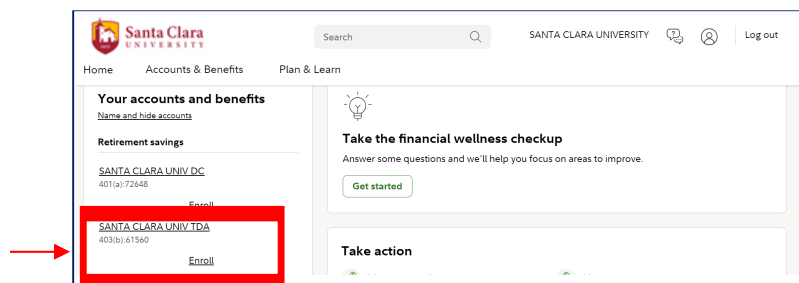 Santa Clara
UNIVERSITY
Search
SANTA CLARA UNIVERSITY
Log out
Home
Accounts & Benefits
Plan & Learn
Your accounts and benefits
Name and hide accounts
Retirement savings
SANTA CLARA UNIV DC
401(a):72648
Enroll
SANTA CLARA UNIV TDA
403(b):61560
Enroll
Take the financial wellness checkup
Answer some questions and we'll help you focus on areas to improve.
Get started
Take action